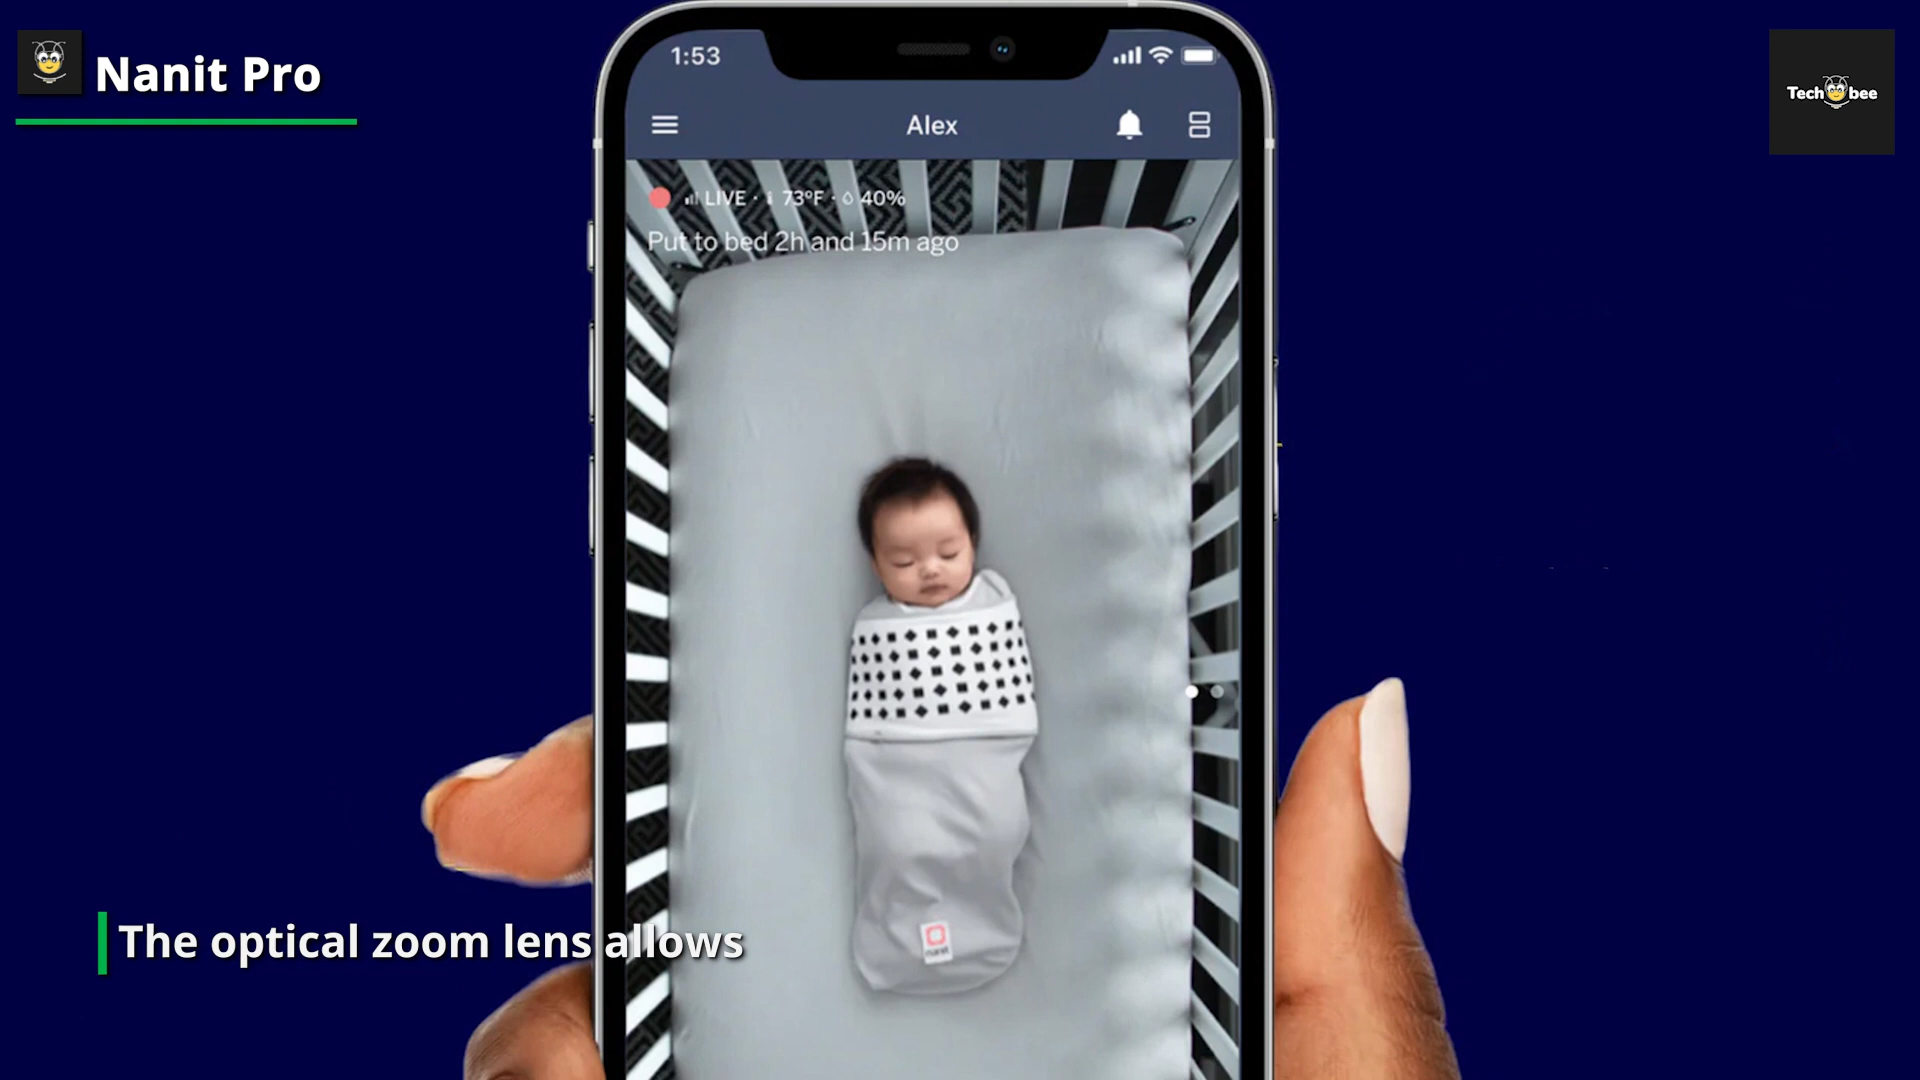 Nanit Pro
Tech bee
1:53
Alex
LIVE · 73°F · 40%
Put to bed 2h and 15m ago
nanit
The optical zoom lens allows